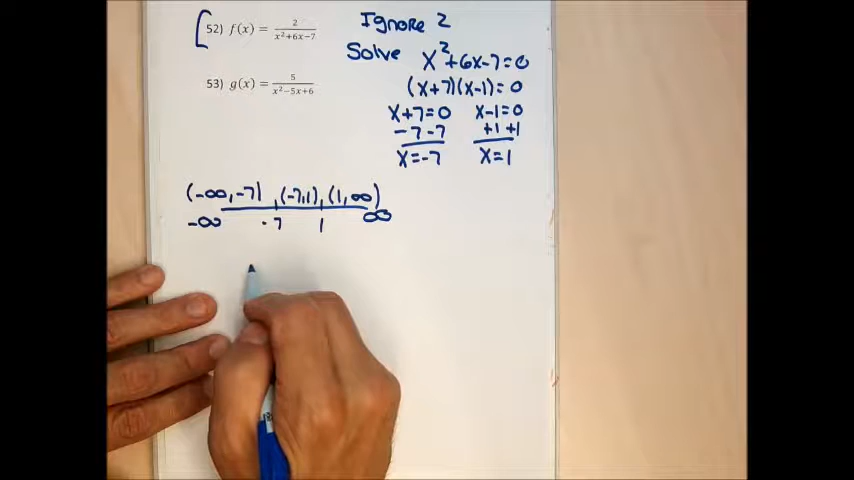 52) f(x) = 2/(x²+6x−7)
53) g(x) = 5/(x²−5x+6)
Ignore 2
Solve x²+6x-7=0
(x+7)(x-1)=0
x+7=0 x-1=0
-7 -7 +1 +1
x=-7 x=1
(-∞,-7) (-7,1) (1,∞)
-∞ -7 1 ∞